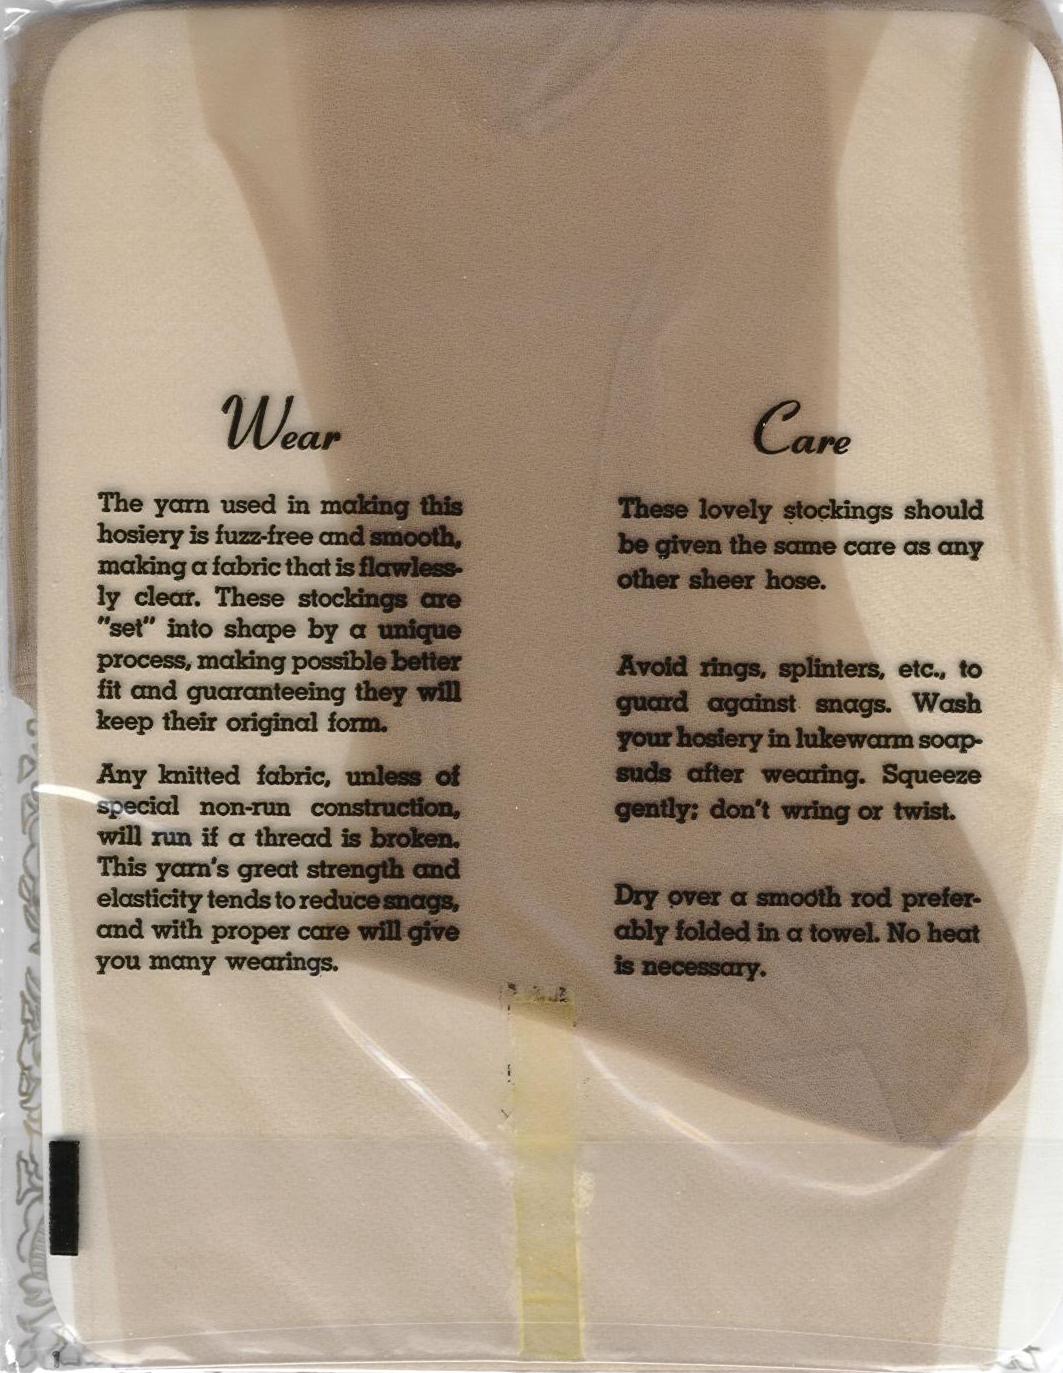 Wear
The yarn used in making this
hosiery is fuzz-free and smooth,
making a fabric that is flawless-
ly clear. These stockings are
"set" into shape by a unique
process, making possible better
fit and guaranteeing they will
keep their original form.
Any knitted fabric, unless of
special non-run construction,
will run if a thread is broken.
This yarn's great strength and
elasticity tends to reduce snags,
and with proper care will give
you many wearings.
Care
These lovely stockings should
be given the same care as any
other sheer hose.
Avoid rings, splinters, etc., to
guard against snags. Wash
your hosiery in lukewarm soap-
suds after wearing. Squeeze
gently; don't wring or twist.
Dry over a smooth rod prefer-
ably folded in a towel. No heat
is necessary.